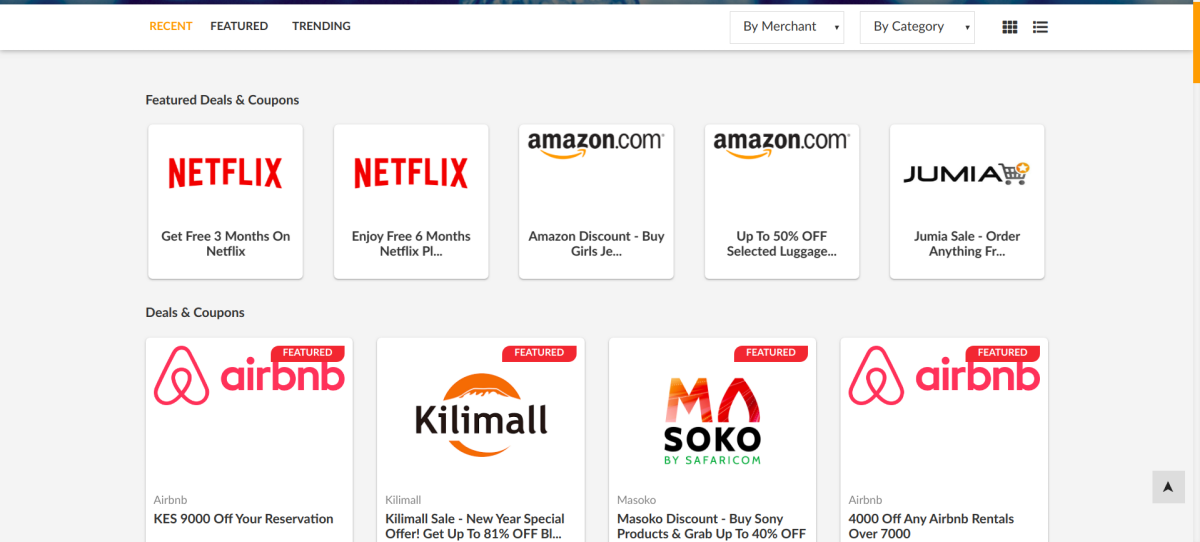 RECENT FEATURED TRENDING By Merchant By Category
Featured Deals & Coupons
NETFLIX NETFLIX amazon.com amazon.com JUMIA
Get Free 3 Months On Netflix
Enjoy Free 6 Months Netflix Pl...
Amazon Discount - Buy Girls Je...
Up To 50% OFF Selected Luggage...
Jumia Sale - Order Anything Fr...
Deals & Coupons
FEATURED FEATURED FEATURED FEATURED
airbnb
Kilimall
MA
SOKO
BY SAFARICOM
airbnb
Airbnb
KES 9000 Off Your Reservation
Kilimall
Kilimall Sale - New Year Special
Offer! Get Up To 81% OFF Bl...
Masoko
Masoko Discount - Buy Sony
Products & Grab Up To 40% OFF
Airbnb
4000 Off Any Airbnb Rentals
Over 7000